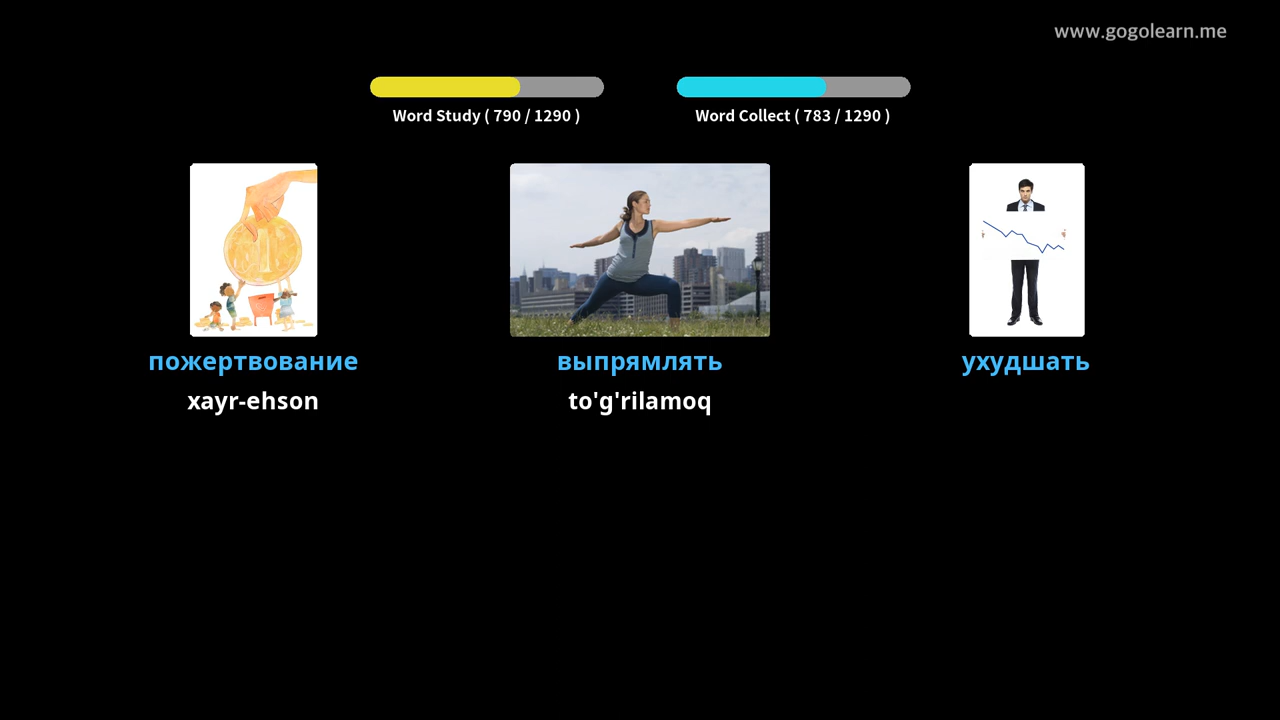 www.gogolearn.me
Word Study ( 790 / 1290 )
Word Collect ( 783 / 1290 )
пожертвование
выпрямлять
ухудшать
xayr-ehson
to'g'rilamoq